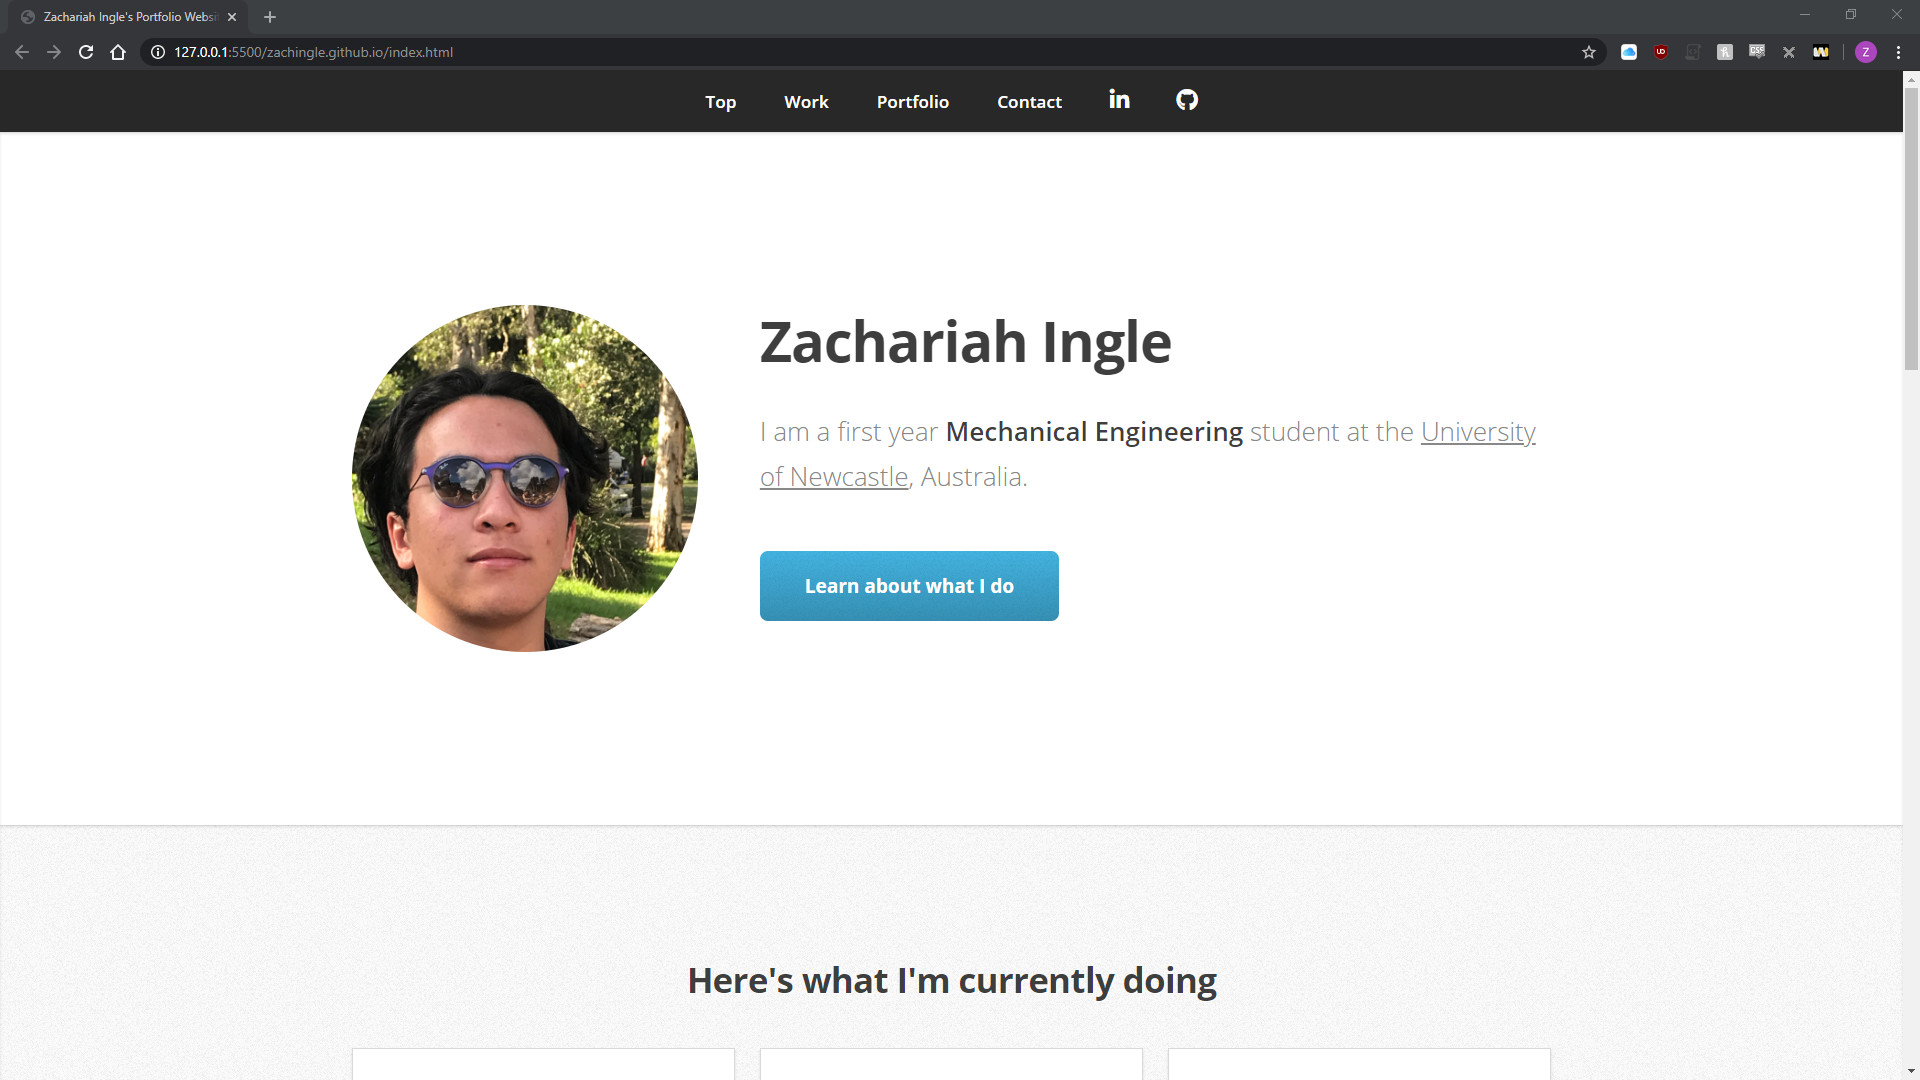 Zachariah Ingle's Portfolio Websi
127.0.0.1:5500/zachingle.github.io/index.html
Z
Top Work Portfolio Contact in
Zachariah Ingle
I am a first year Mechanical Engineering student at the University
of Newcastle, Australia.
Learn about what I do
Here's what I'm currently doing